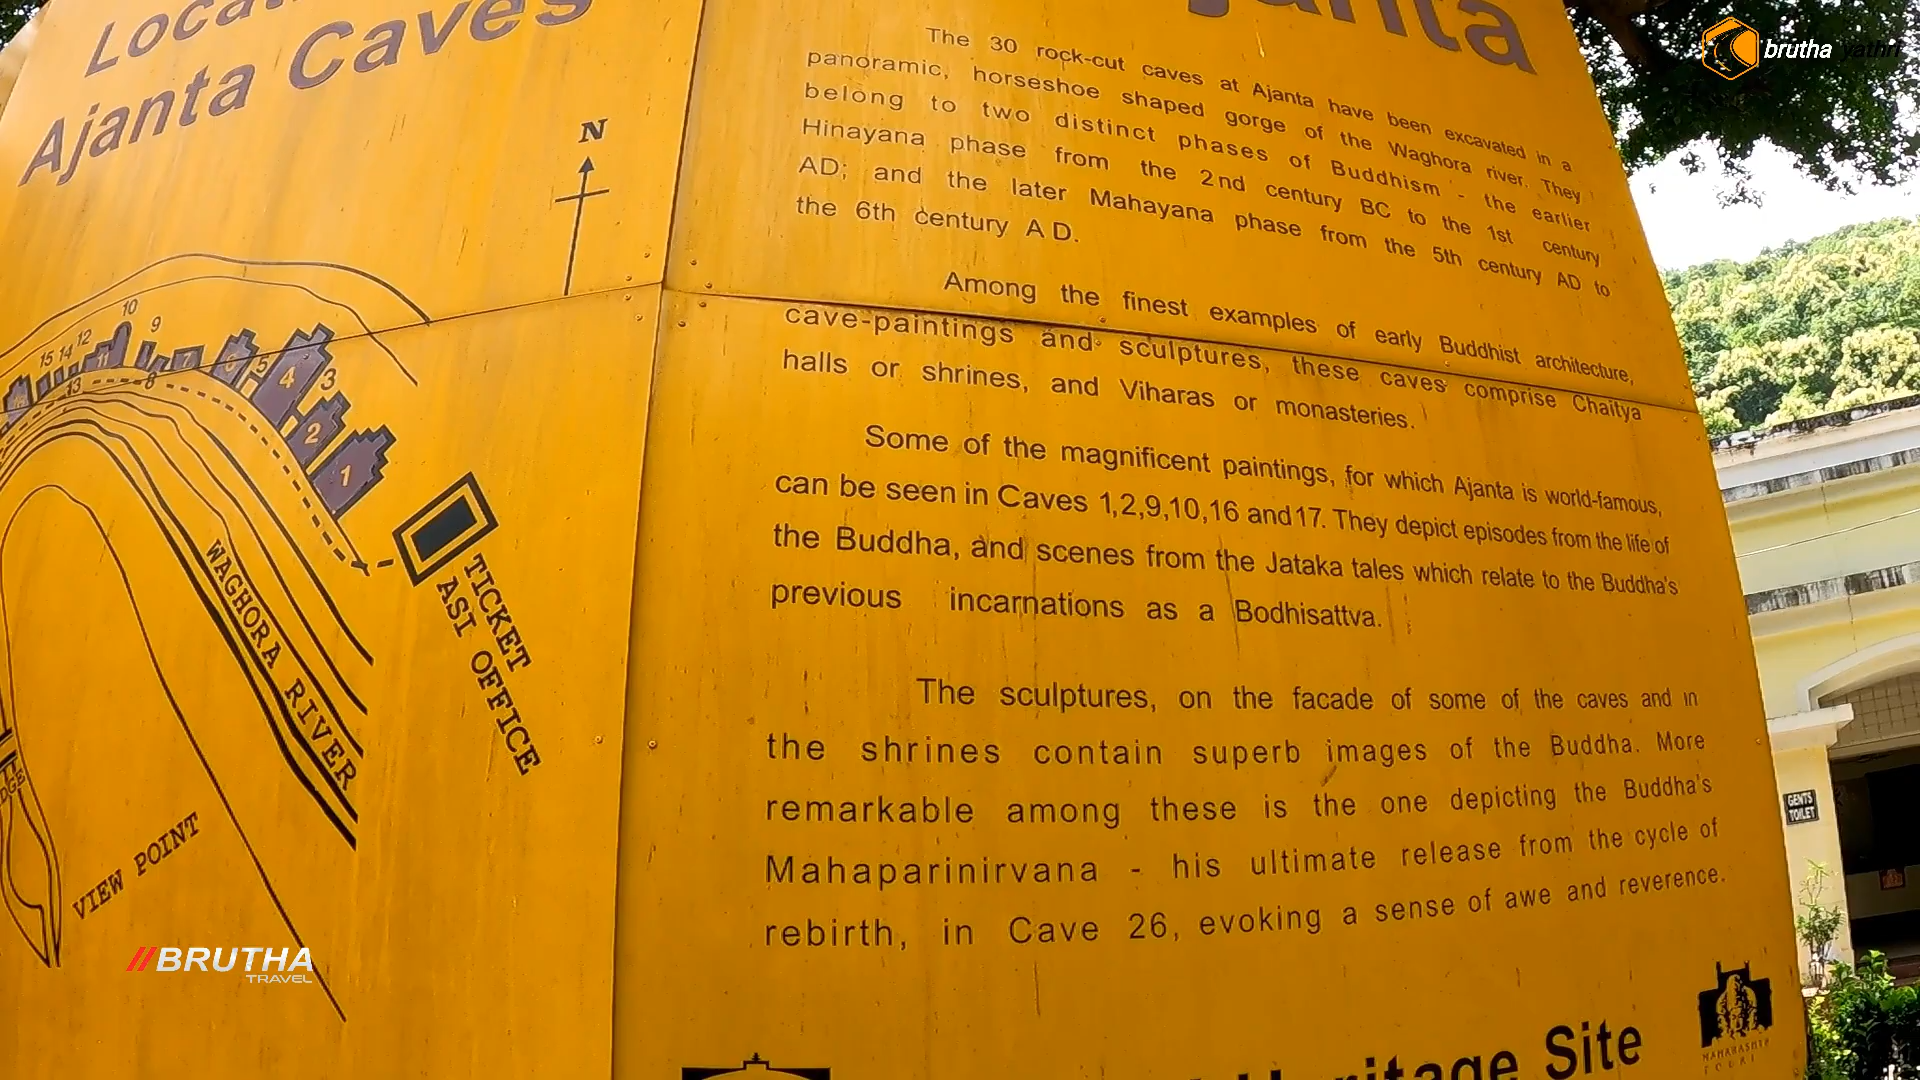 Ajanta Caves
N
10
9
12
14
15
11
13
8
7
6
5
4
3
2
1
TICKET
ASI OFFICE
WAGHORA RIVER
VIEW POINT
The 30 rock-cut caves at Ajanta have been excavated in a
panoramic, horseshoe shaped gorge of the Waghora river. They
belong to two distinct phases of Buddhism - the earlier
Hinayana phase from the 2nd century BC to the 1st century
AD; and the later Mahayana phase from the 5th century AD to
the 6th century AD.
Among the finest examples of early Buddhist architecture,
cave-paintings and sculptures, these caves comprise Chaitya
halls or shrines, and Viharas or monasteries.
Some of the magnificent paintings, for which Ajanta is world-famous,
can be seen in Caves 1,2,9,10,16 and 17. They depict episodes from the life of
the Buddha, and scenes from the Jataka tales which relate to the Buddha's
previous incarnations as a Bodhisattva.
The sculptures, on the facade of some of the caves and in
the shrines contain superb images of the Buddha. More
remarkable among these is the one depicting the Buddha's
Mahaparinirvana - his ultimate release from the cycle of
rebirth, in Cave 26, evoking a sense of awe and reverence.
Site
GENTS
TOILET
brutha yathri
//BRUTHA
TRAVEL